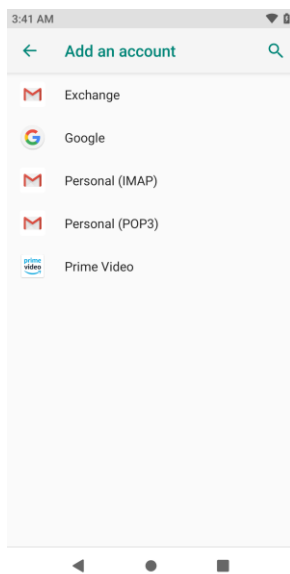 3:41 AM
Add an account
Exchange
Google
Personal (IMAP)
Personal (POP3)
prime
video
Prime Video